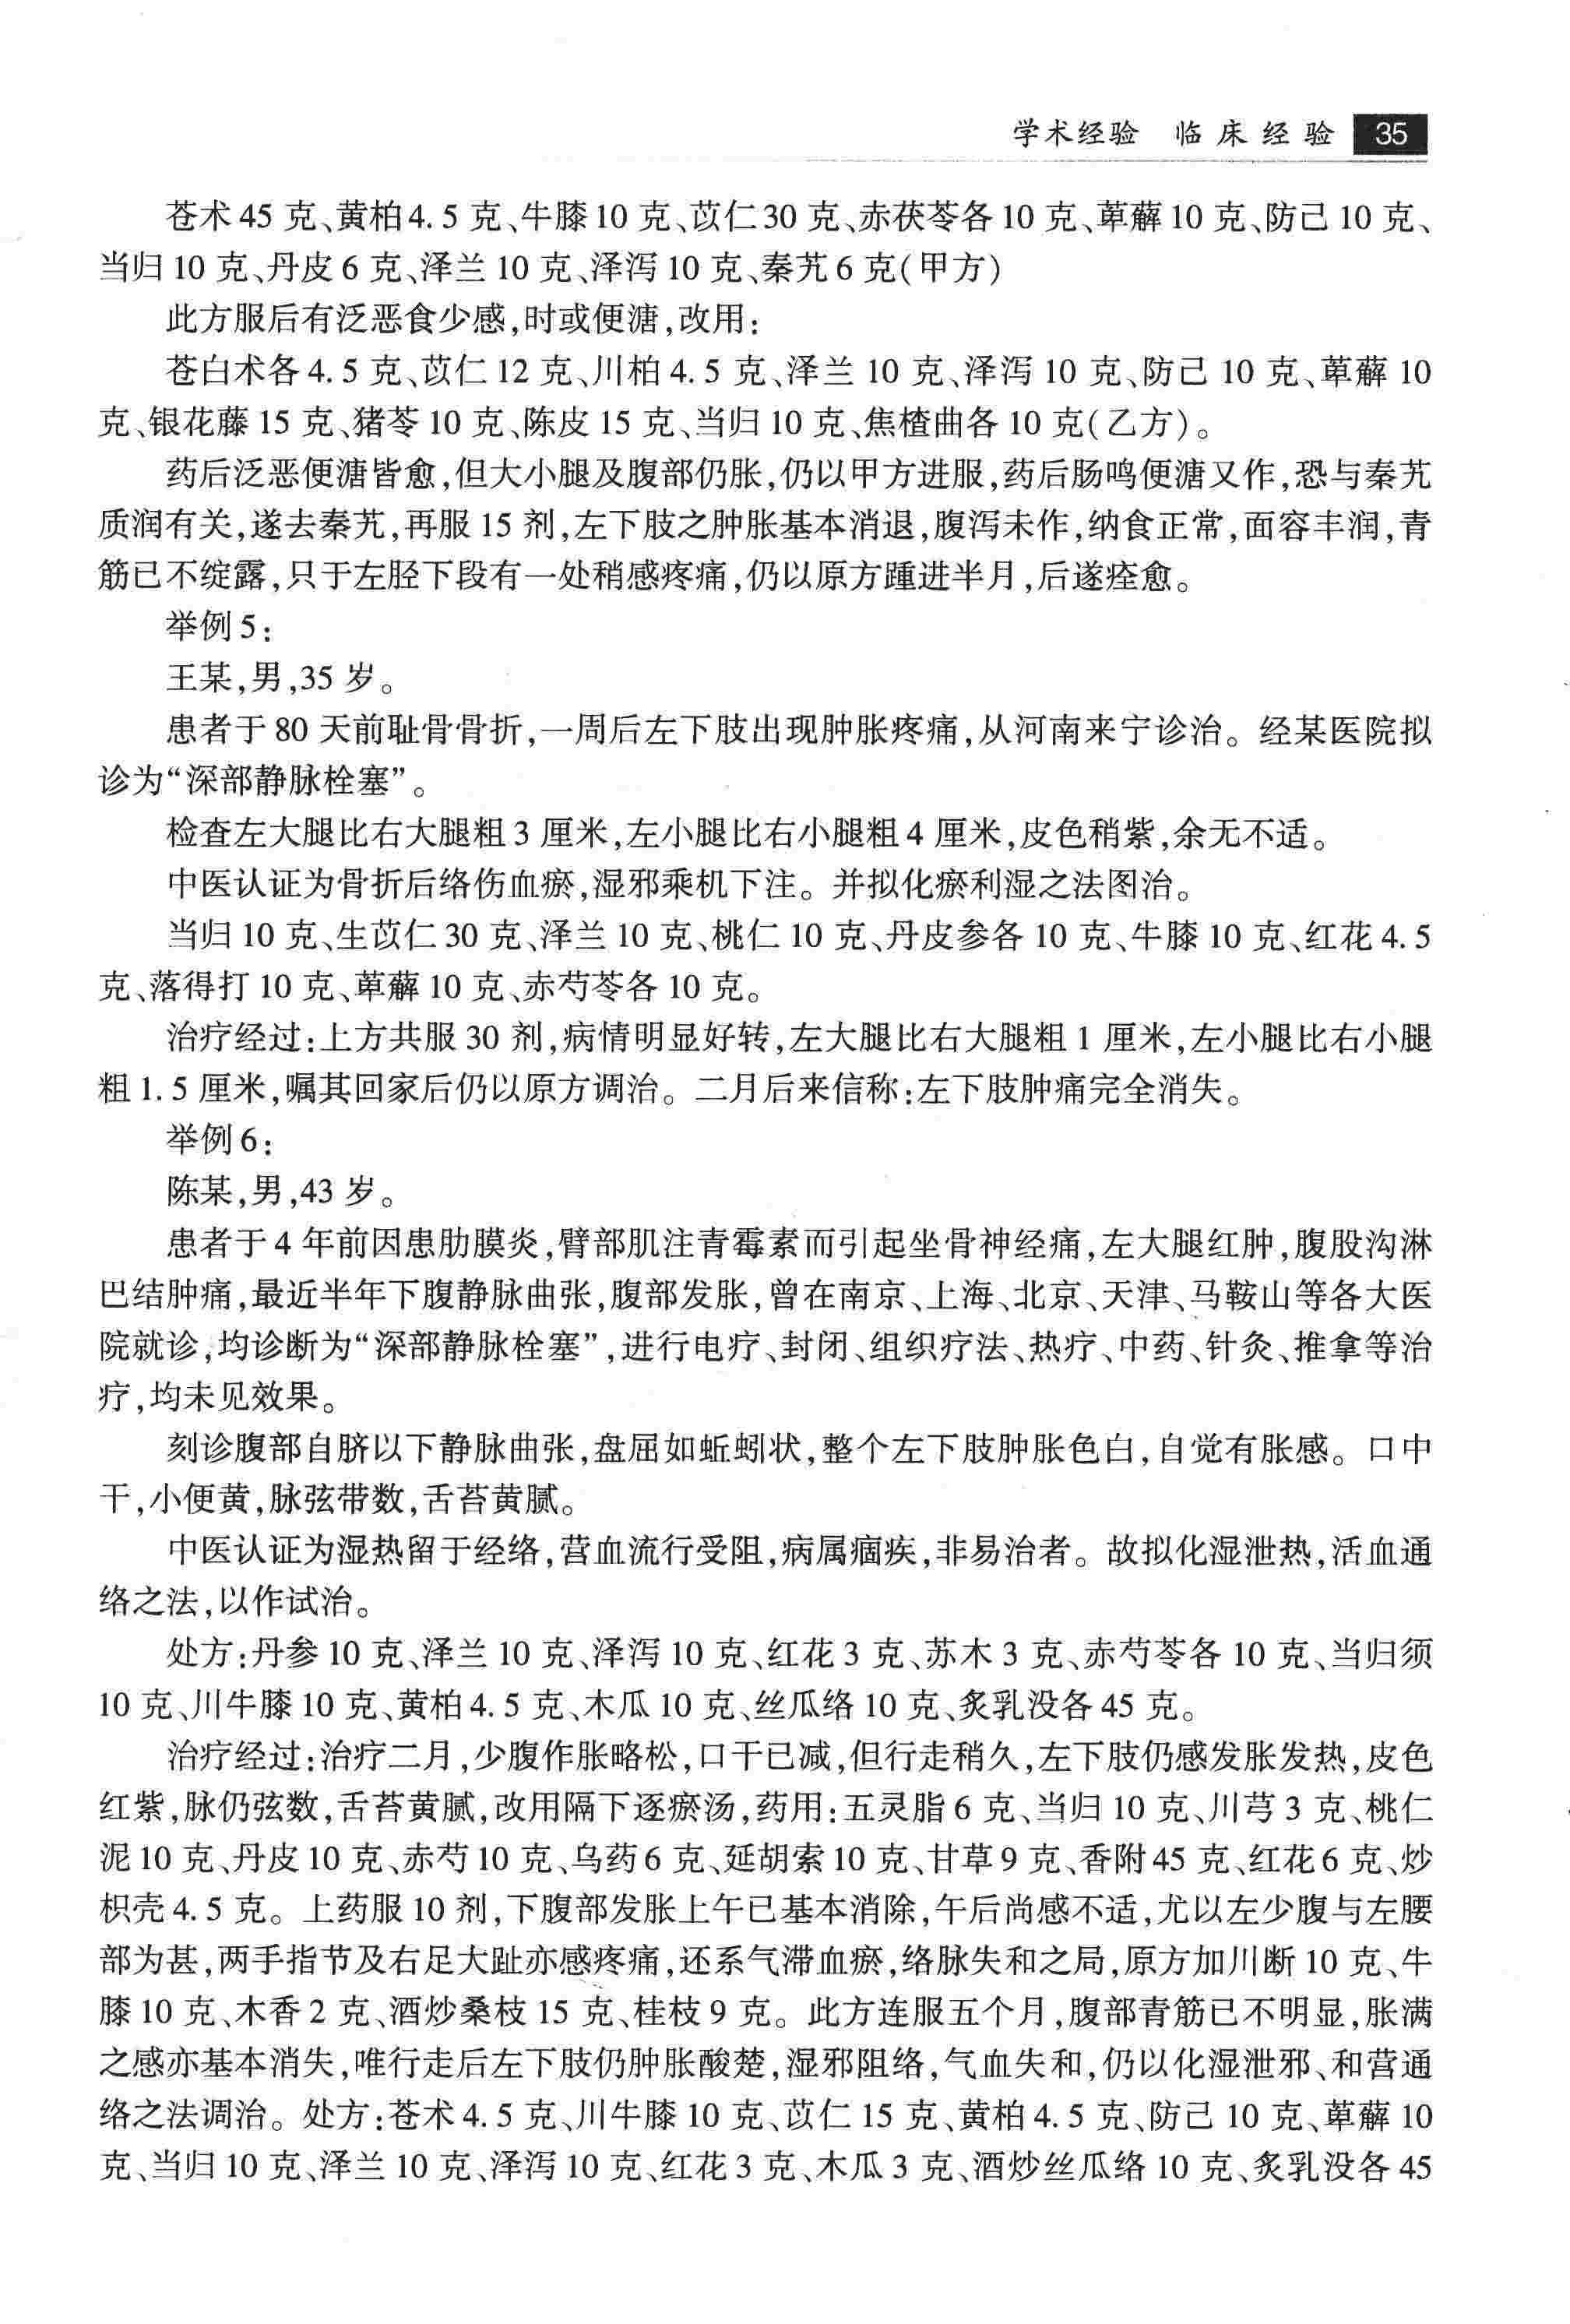 学术经验 临床经验 35
苍术45克、黄柏4.5克、牛膝10克、苡仁30克、赤茯苓各10克、萆薢10克、防己10克、
当归10克、丹皮6克、泽兰10克、泽泻10克、秦艽6克(甲方)
此方服后有泛恶食少感,时或便溏,改用:
苍白术各4.5克、苡仁12克、川柏4.5克、泽兰10克、泽泻10克、防己10克、萆薢10
克、银花藤15克、猪苓10克、陈皮15克、当归10克、焦楂曲各10克(乙方)。
药后泛恶便溏皆愈,但大小腿及腹部仍胀,仍以甲方进服,药后肠鸣便溏又作,恐与秦艽
质润有关,遂去秦艽,再服15剂,左下肢之肿胀基本消退,腹泻未作,纳食正常,面容丰润,青
筋已不绽露,只于左胫下段有一处稍感疼痛,仍以原方踵进半月,后遂痊愈。
举例5:
王某,男,35岁。
患者于80天前耻骨骨折,一周后左下肢出现肿胀疼痛,从河南来宁诊治。经某医院拟
诊为“深部静脉栓塞”。
检查左大腿比右大腿粗3厘米,左小腿比右小腿粗4厘米,皮色稍紫,余无不适。
中医认证为骨折后络伤血瘀,湿邪乘机下注。并拟化瘀利湿之法图治。
当归10克、生苡仁30克、泽兰10克、桃仁10克、丹皮参各10克、牛膝10克、红花4.5
克、落得打10克、萆薢10克、赤芍苓各10克。
治疗经过:上方共服30剂,病情明显好转,左大腿比右大腿粗1厘米,左小腿比右小腿
粗1.5厘米,嘱其回家后仍以原方调治。二月后来信称:左下肢肿痛完全消失。
举例6:
陈某,男,43岁。
患者于4年前因患肋膜炎,臂部肌注青霉素而引起坐骨神经痛,左大腿红肿,腹股沟淋
巴结肿痛,最近半年下腹静脉曲张,腹部发胀,曾在南京、上海、北京、天津、马鞍山等各大医
院就诊,均诊断为“深部静脉栓塞”,进行电疗、封闭、组织疗法、热疗、中药、针灸、推拿等治
疗,均未见效果。
刻诊腹部自脐以下静脉曲张,盘屈如蚯蚓状,整个左下肢肿胀色白,自觉有胀感。口中
干,小便黄,脉弦带数,舌苔黄腻。
中医认证为湿热留于经络,营血流行受阻,病属痼疾,非易治者。故拟化湿泄热,活血通
络之法,以作试治。
处方:丹参10克、泽兰10克、泽泻10克、红花3克、苏木3克、赤芍苓各10克、当归须
10克、川牛膝10克、黄柏4.5克、木瓜10克、丝瓜络10克、炙乳没各45克。
治疗经过:治疗二月,少腹作胀略松,口干已减,但行走稍久,左下肢仍感发胀发热,皮色
红紫,脉仍弦数,舌苔黄腻,改用隔下逐瘀汤,药用:五灵脂6克、当归10克、川芎3克、桃仁
泥10克、丹皮10克、赤芍10克、乌药6克、延胡索10克、甘草9克、香附45克、红花6克、炒
枳壳4.5克。上药服10剂,下腹部发胀上午已基本消除,午后尚感不适,尤以左少腹与左腰
部为甚,两手指节及右足大趾亦感疼痛,还系气滞血瘀,络脉失和之局,原方加川断10克、牛
膝10克、木香2克、酒炒桑枝15克、桂枝9克。此方连服五个月,腹部青筋已不明显,胀满
之感亦基本消失,唯行走后左下肢仍肿胀酸楚,湿邪阻络,气血失和,仍以化湿泄邪、和营通
络之法调治。处方:苍术4.5克、川牛膝10克、苡仁15克、黄柏4.5克、防己10克、萆薢10
克、当归10克、泽兰10克、泽泻10克、红花3克、木瓜3克、酒炒丝瓜络10克、炙乳没各45